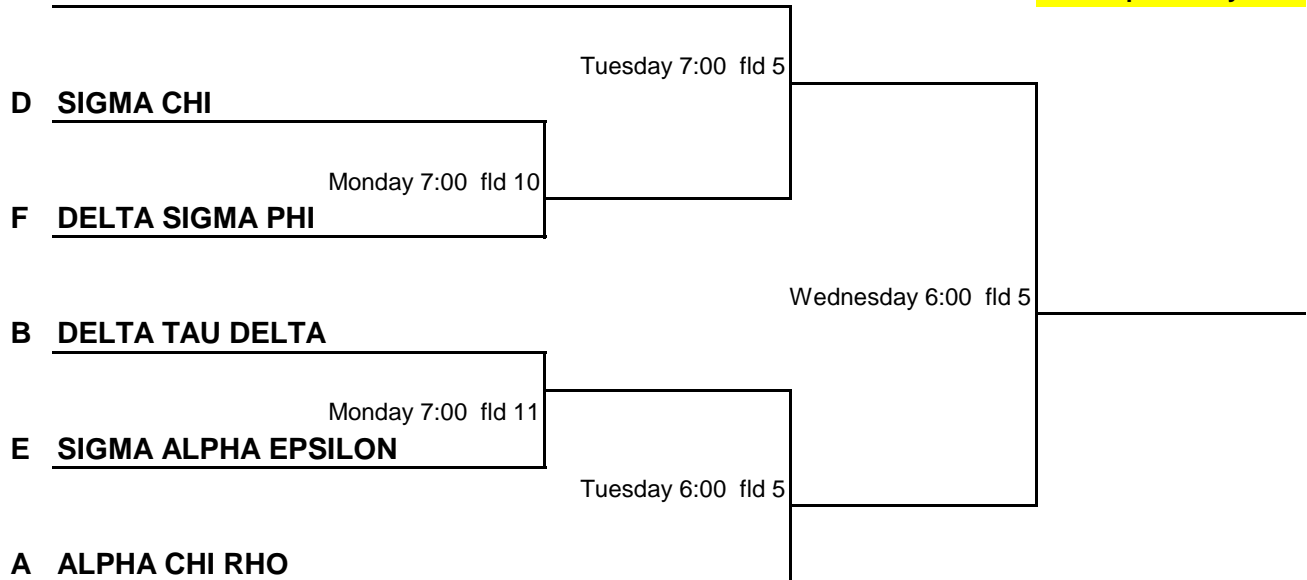 Tuesday 7:00 fld 5
D SIGMA CHI
Monday 7:00 fld 10
F DELTA SIGMA PHI
Wednesday 6:00 fld 5
B DELTA TAU DELTA
Monday 7:00 fld 11
E SIGMA ALPHA EPSILON
Tuesday 6:00 fld 5
A ALPHA CHI RHO